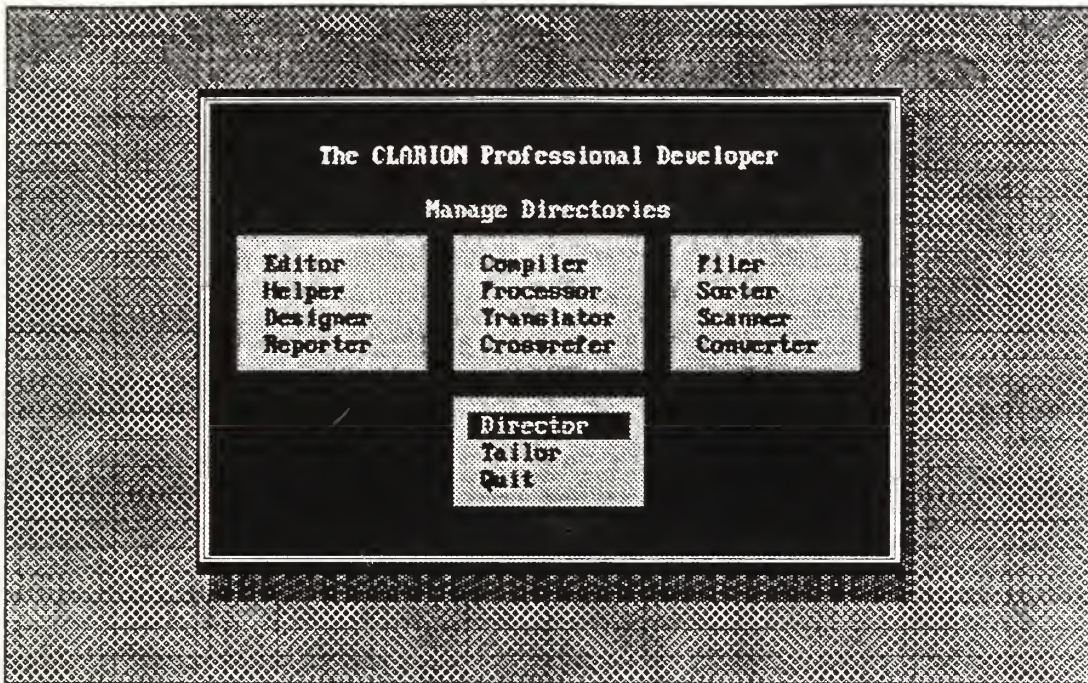 The CLARION Professional Developer
Manage Directories
Editor
Helper
Designer
Reporter
Compiler
Processor
Translator
Crossrefer
Filer
Sorter
Scanner
Converter
Director
Tailor
Quit